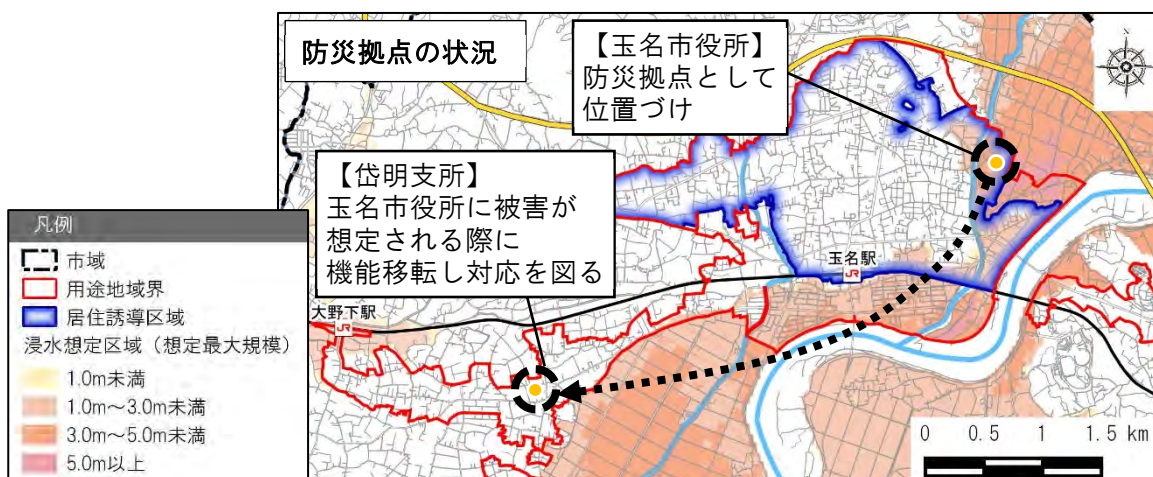 防災拠点の状況
【玉名市役所】
防災拠点として
位置づけ
N
【岱明支所】
玉名市役所に被害が
想定される際に
機能移転し対応を図る
凡例
市域
用途地域界
居住誘導区域
浸水想定区域（想定最大規模）
1.0m未満
1.0m～3.0m未満
3.0m～5.0m未満
5.0m以上
玉名駅
JR
大野下駅
JR
0 0.5 1 1.5 km